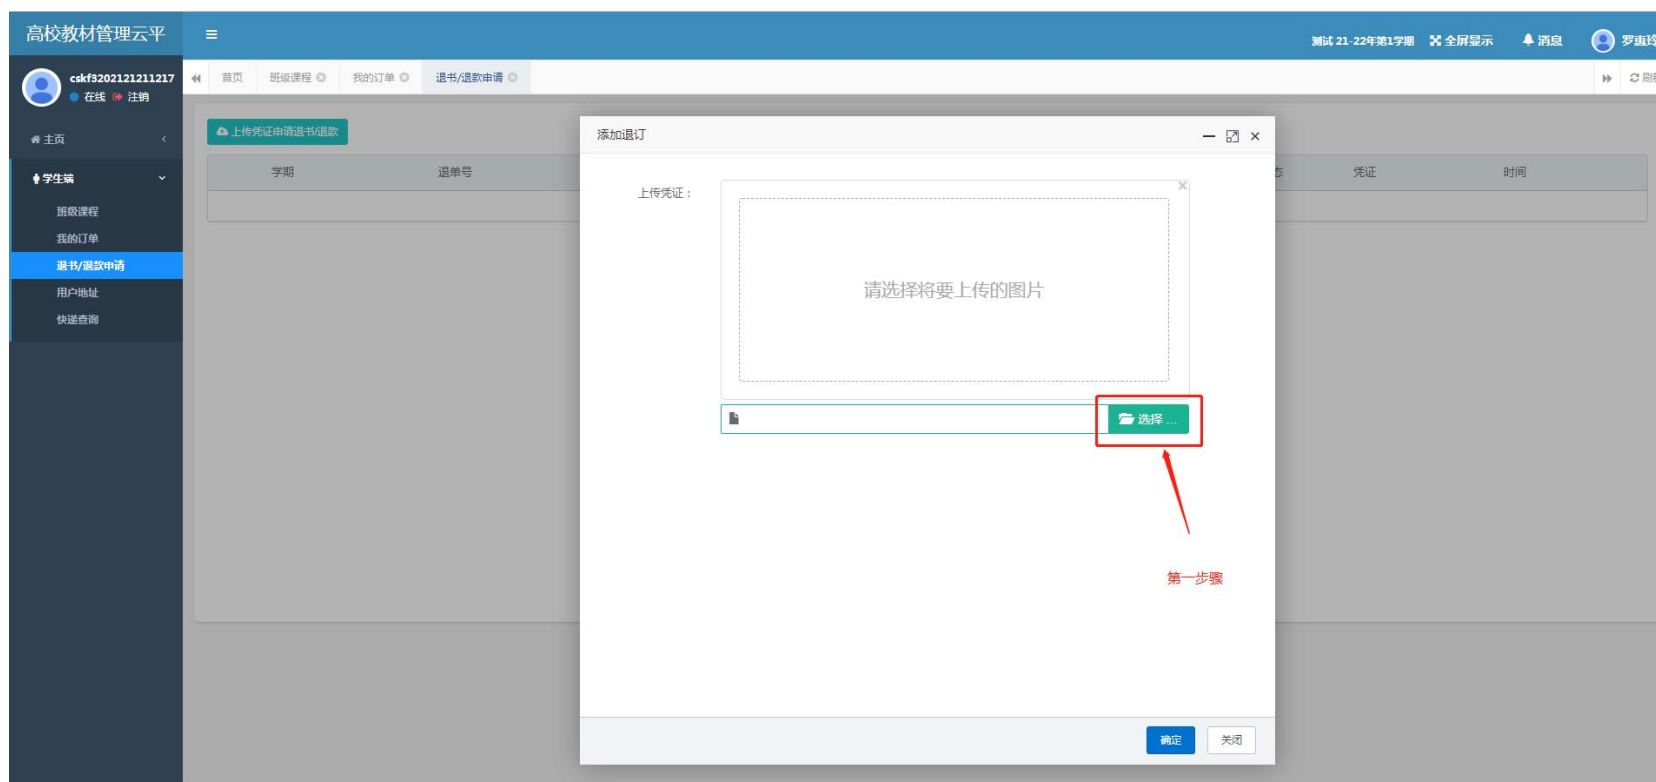 高校教材管理云平
测试 21-22年第1学期 全屏显示 消息
cskf3202121211217
在线 注销
首页 班级课程 我的订单 退书/退款申请
主页
学生端
班级课程
我的订单
退书/退款申请
用户地址
快递查询
上传凭证申请退书/退款
学期 退单号 凭证 时间
添加退订
上传凭证：
请选择将要上传的图片
选择 ...
第一步骤
确定 关闭